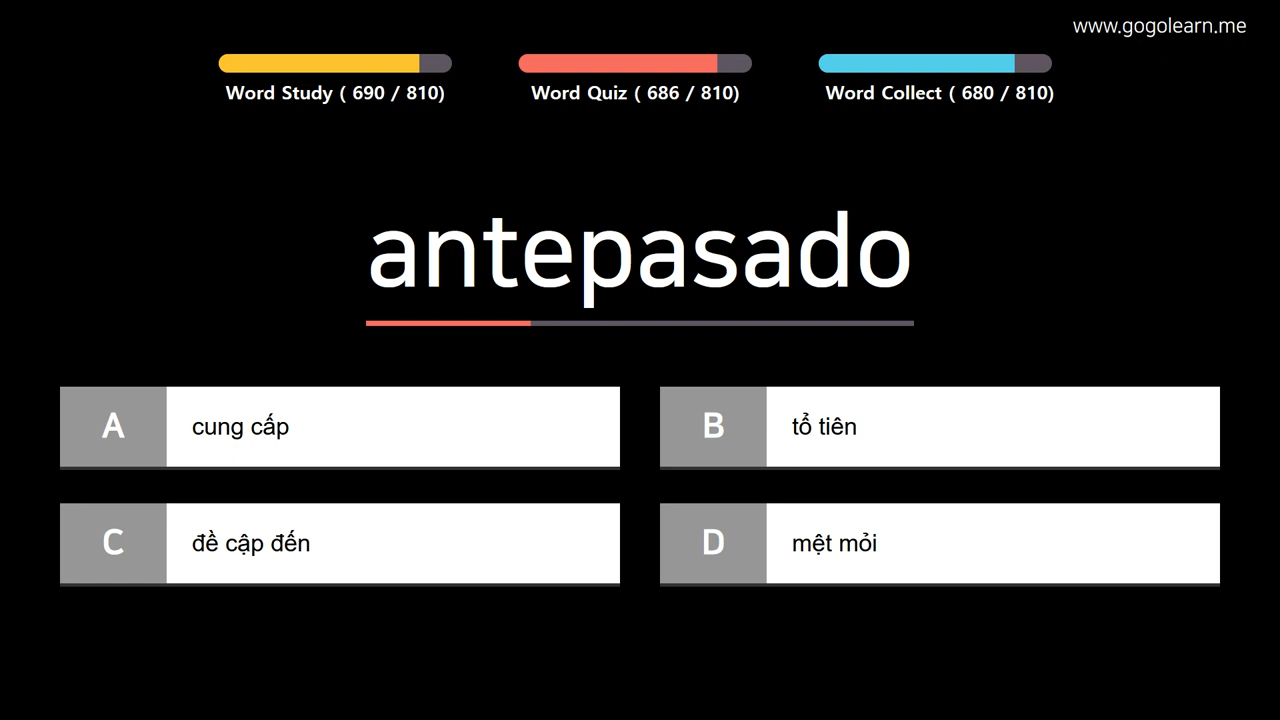 www.gogolearn.me
Word Study ( 690 / 810)
Word Quiz ( 686 / 810)
Word Collect ( 680 / 810)
antepasado
A cung cấp
B tổ tiên
C đề cập đến
D mệt mỏi